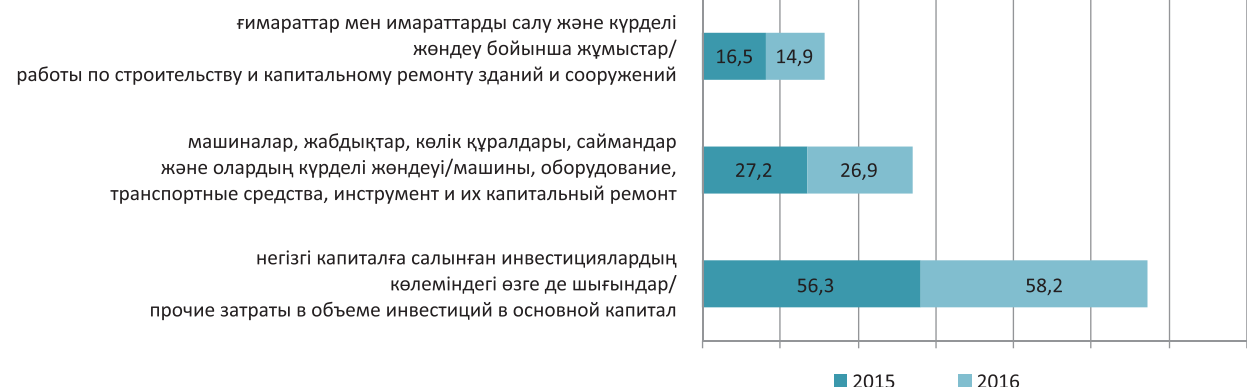 ғимараттар мен имараттарды салу және күрделі
жөндеу бойынша жұмыстар/
работы по строительству и капитальному ремонту зданий и сооружений
16,5 14,9
машиналар, жабдықтар, көлік құралдары, саймандар
және олардың күрделі жөндеуі/машины, оборудование,
транспортные средства, инструмент и их капитальный ремонт
27,2 26,9
негізгі капиталға салынған инвестициялардың
көлеміндегі өзге де шығындар/
прочие затраты в объеме инвестиций в основной капитал
56,3 58,2
2015 2016